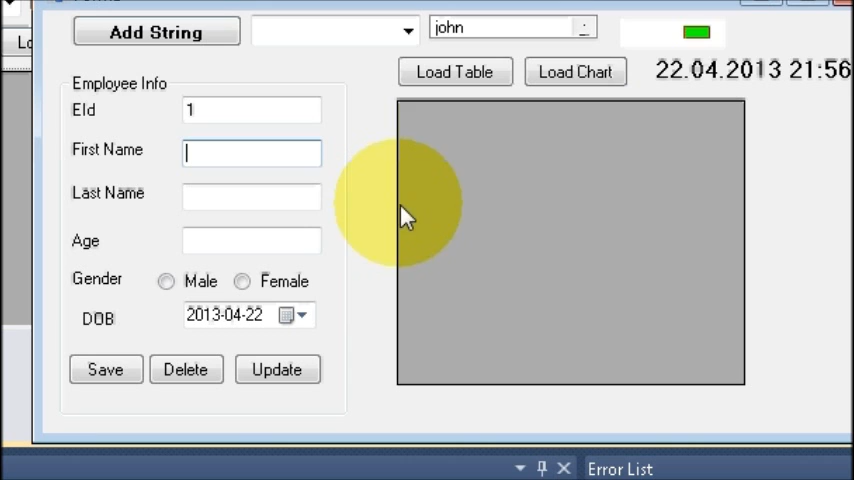 Add String
john
Load Table
Load Chart
22.04.2013 21:56
Employee Info
EId
1
First Name
Last Name
Age
Gender
Male
Female
DOB
2013-04-22
Save
Delete
Update
Error List